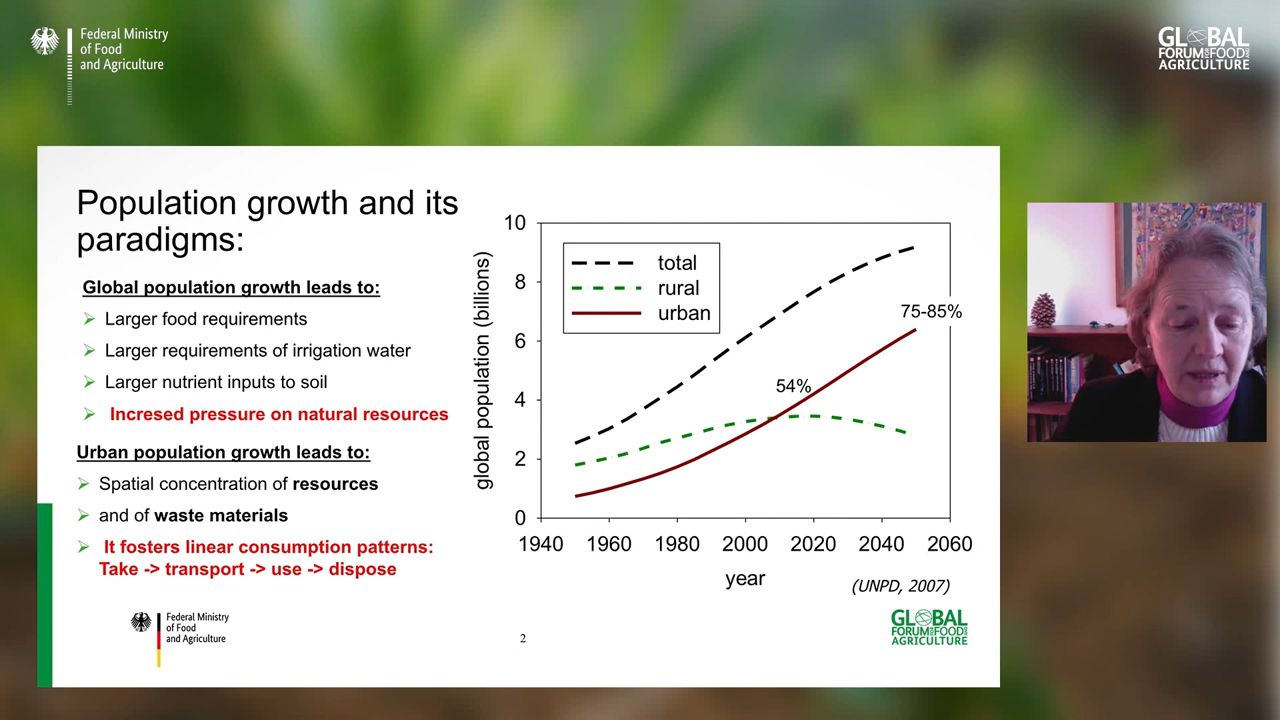 Federal Ministry
of Food
and Agriculture
GLOBAL
FORUM FOR FOOD AND
AGRICULTURE
Population growth and its
paradigms:
Global population growth leads to:
Larger food requirements
Larger requirements of irrigation water
Larger nutrient inputs to soil
Incresed pressure on natural resources
Urban population growth leads to:
Spatial concentration of resources
and of waste materials
It fosters linear consumption patterns:
Take -> transport -> use -> dispose
global population (billions)
10
8
6
4
2
0
total
rural
urban
75-85%
54%
1940 1960 1980 2000 2020 2040 2060
year
(UNPD, 2007)
Federal Ministry
of Food
and Agriculture
2
GLOBAL
FORUM FOR FOOD AND
AGRICULTURE